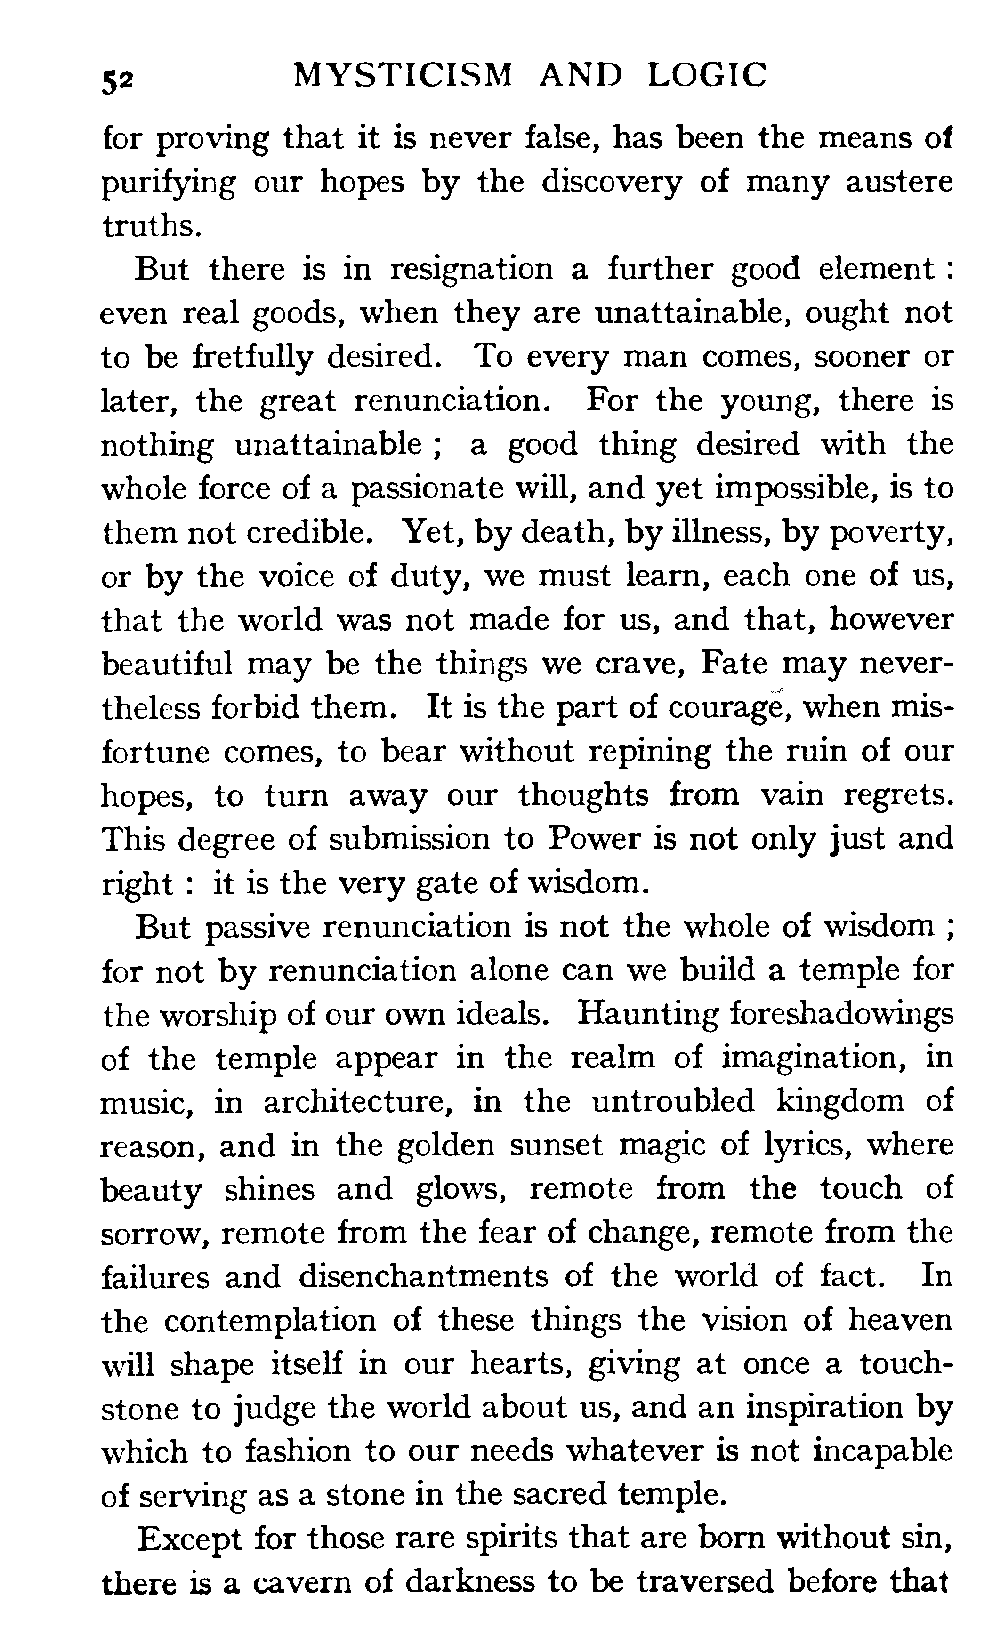 52 MYSTICISM AND LOGIC
for proving that it is never false, has been the means of
purifying our hopes by the discovery of many austere
truths.
But there is in resignation a further good element :
even real goods, when they are unattainable, ought not
to be fretfully desired. To every man comes, sooner or
later, the great renunciation. For the young, there is
nothing unattainable ; a good thing desired with the
whole force of a passionate will, and yet impossible, is to
them not credible. Yet, by death, by illness, by poverty,
or by the voice of duty, we must learn, each one of us,
that the world was not made for us, and that, however
beautiful may be the things we crave, Fate may never-
theless forbid them. It is the part of courage, when mis-
fortune comes, to bear without repining the ruin of our
hopes, to turn away our thoughts from vain regrets.
This degree of submission to Power is not only just and
right : it is the very gate of wisdom.
But passive renunciation is not the whole of wisdom ;
for not by renunciation alone can we build a temple for
the worship of our own ideals. Haunting foreshadowings
of the temple appear in the realm of imagination, in
music, in architecture, in the untroubled kingdom of
reason, and in the golden sunset magic of lyrics, where
beauty shines and glows, remote from the touch of
sorrow, remote from the fear of change, remote from the
failures and disenchantments of the world of fact. In
the contemplation of these things the vision of heaven
will shape itself in our hearts, giving at once a touch-
stone to judge the world about us, and an inspiration by
which to fashion to our needs whatever is not incapable
of serving as a stone in the sacred temple.
Except for those rare spirits that are born without sin,
there is a cavern of darkness to be traversed before that